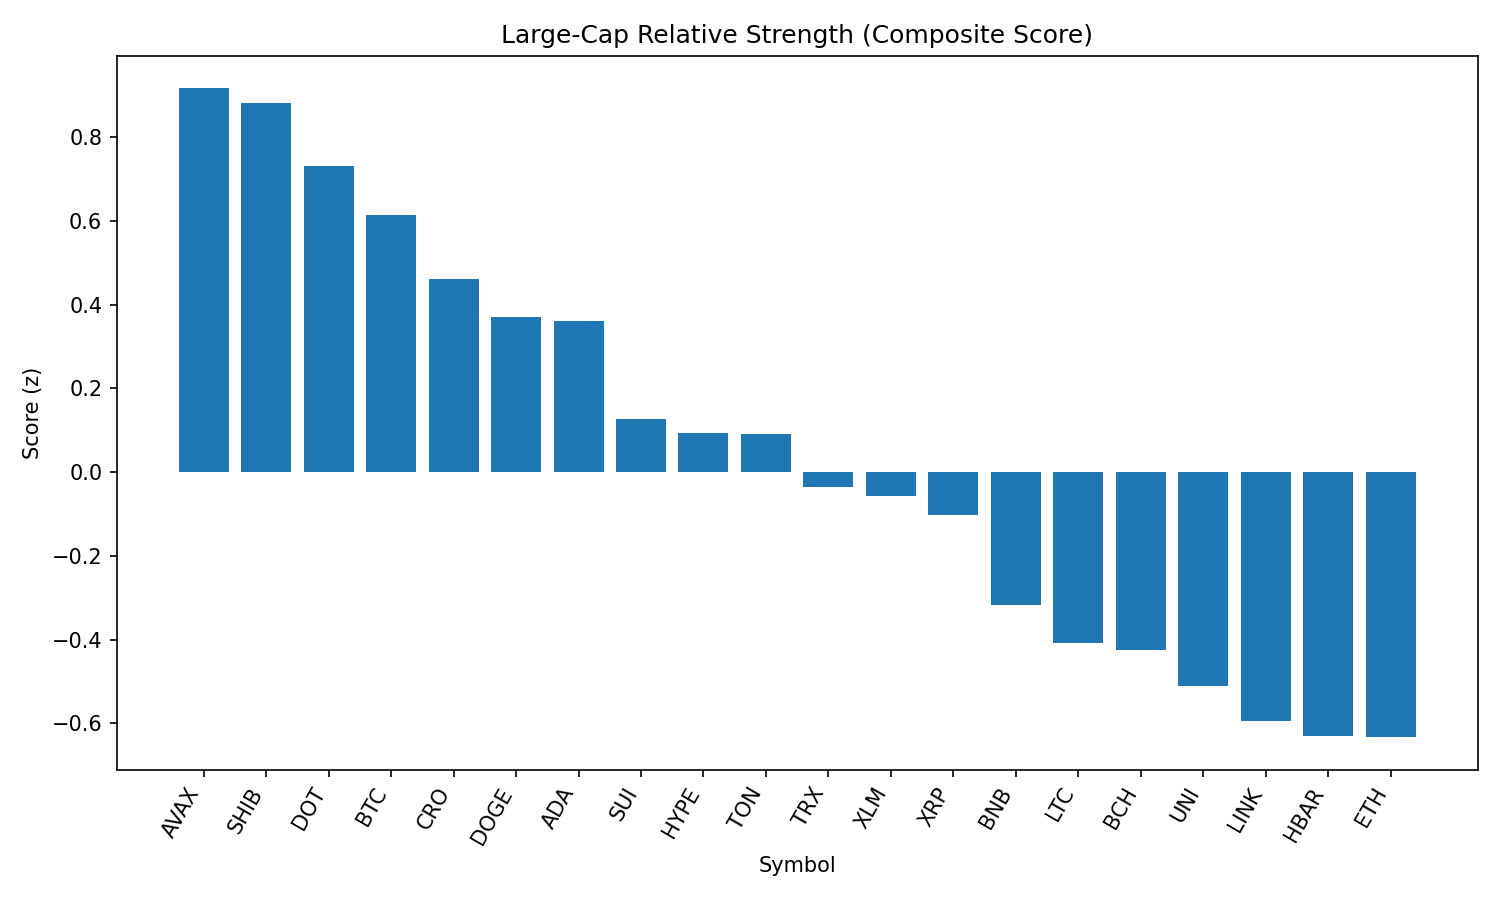 Large-Cap Relative Strength (Composite Score)
Score (z)
0.8
0.6
0.4
0.2
0.0
−0.2
−0.4
−0.6
AVAX
SHIB
DOT
BTC
CRO
DOGE
ADA
SUI
HYPE
TON
TRX
XLM
XRP
BNB
LTC
BCH
UNI
LINK
HBAR
ETH
Symbol